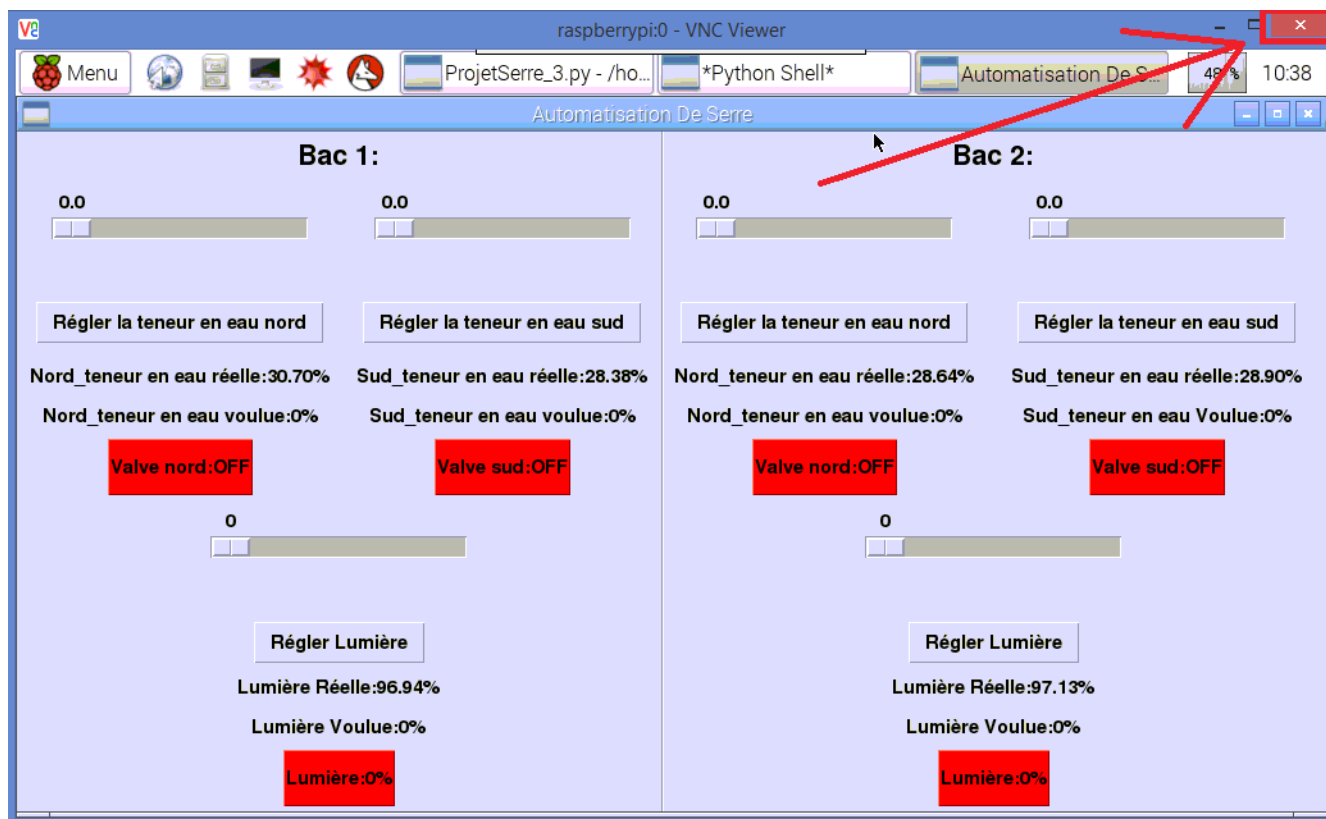 raspberrypi:0 - VNC Viewer
Menu ProjetSerre_3.py - /ho... *Python Shell* Automatisation De S... 48 % 10:38
Automatisation De Serre
Bac 1: Bac 2:
0.0 0.0 0.0 0.0
Régler la teneur en eau nord Régler la teneur en eau sud Régler la teneur en eau nord Régler la teneur en eau sud
Nord_teneur en eau réelle:30.70% Sud_teneur en eau réelle:28.38% Nord_teneur en eau réelle:28.64% Sud_teneur en eau réelle:28.90%
Nord_teneur en eau voulue:0% Sud_teneur en eau voulue:0% Nord_teneur en eau voulue:0% Sud_teneur en eau Voulue:0%
Valve nord:OFF Valve sud:OFF Valve nord:OFF Valve sud:OFF
0 0
Régler Lumière Régler Lumière
Lumière Réelle:96.94% Lumière Réelle:97.13%
Lumière Voulue:0% Lumière Voulue:0%
Lumière:0% Lumière:0%